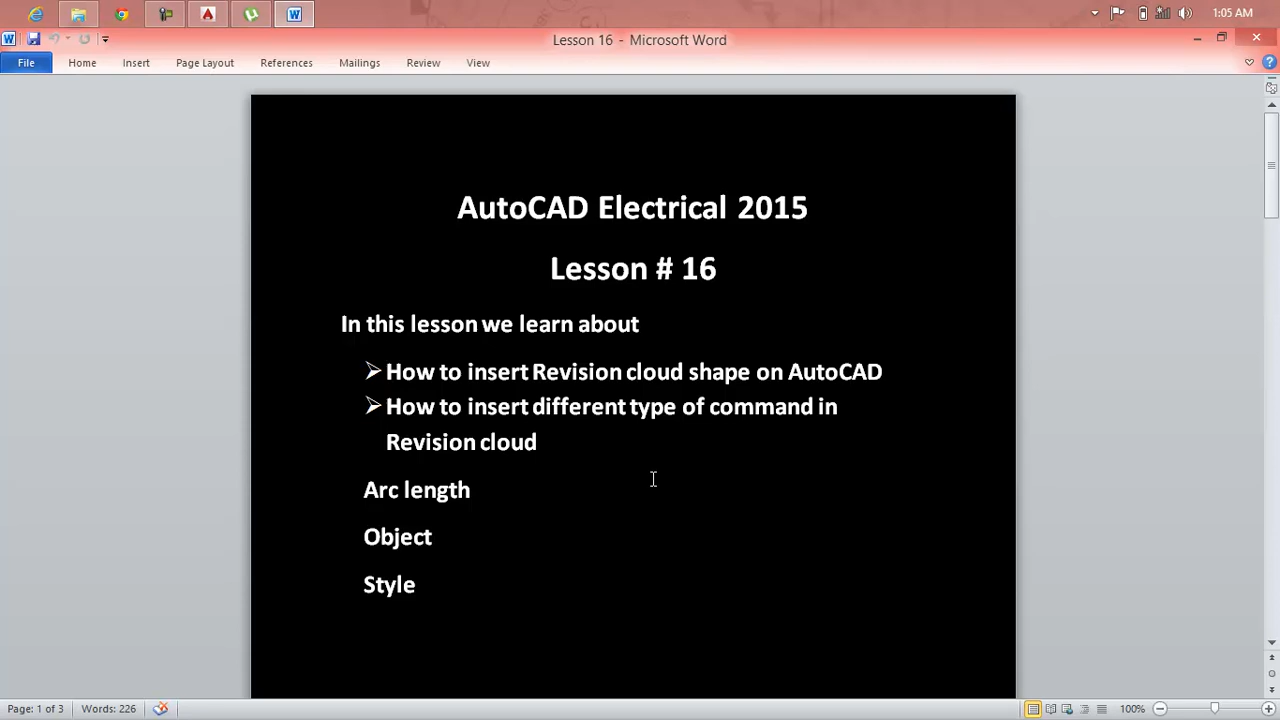 1:05 AM
Lesson 16 - Microsoft Word
File Home Insert Page Layout References Mailings Review View
AutoCAD Electrical 2015
Lesson # 16
In this lesson we learn about
How to insert Revision cloud shape on AutoCAD
How to insert different type of command in
Revision cloud
Arc length
Object
Style
Page: 1 of 3 Words: 226 100%